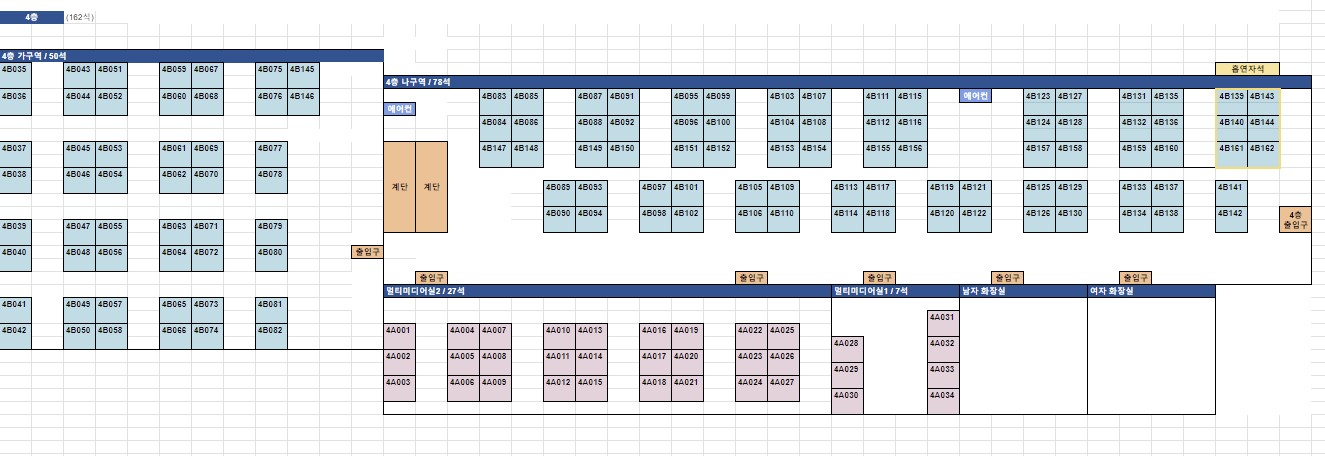 4층 (162석)
4층 가구역 / 50석
4B035 4B043 4B051 4B059 4B067 4B075 4B145
4B036 4B044 4B052 4B060 4B068 4B076 4B146
4B037 4B045 4B053 4B061 4B069 4B077
4B038 4B046 4B054 4B062 4B070 4B078
4B039 4B047 4B055 4B063 4B071 4B079
4B040 4B048 4B056 4B064 4B072 4B080 출입구
4B041 4B049 4B057 4B065 4B073 4B081
4B042 4B050 4B058 4B066 4B074 4B082
흡연자석
4층 나구역 / 78석
4B083 4B085 4B087 4B091 4B095 4B099 4B103 4B107 4B111 4B115 에어컨 4B123 4B127 4B131 4B135 4B139 4B143
에어컨
4B084 4B086 4B088 4B092 4B096 4B100 4B104 4B108 4B112 4B116 4B124 4B128 4B132 4B136 4B140 4B144
4B147 4B148 4B149 4B150 4B151 4B152 4B153 4B154 4B155 4B156 4B157 4B158 4B159 4B160 4B161 4B162
계단 계단 4B089 4B093 4B097 4B101 4B105 4B109 4B113 4B117 4B119 4B121 4B125 4B129 4B133 4B137 4B141
4B090 4B094 4B098 4B102 4B106 4B110 4B114 4B118 4B120 4B122 4B126 4B130 4B134 4B138 4B142 4층
출입구
출입구 출입구 출입구 출입구 출입구
멀티미디어실2 / 27석 멀티미디어실1 / 7석 남자 화장실 여자 화장실
4A031
4A001 4A004 4A007 4A010 4A013 4A016 4A019 4A022 4A025
4A028 4A032
4A002 4A005 4A008 4A011 4A014 4A017 4A020 4A023 4A026
4A029 4A033
4A003 4A006 4A009 4A012 4A015 4A018 4A021 4A024 4A027
4A030 4A034